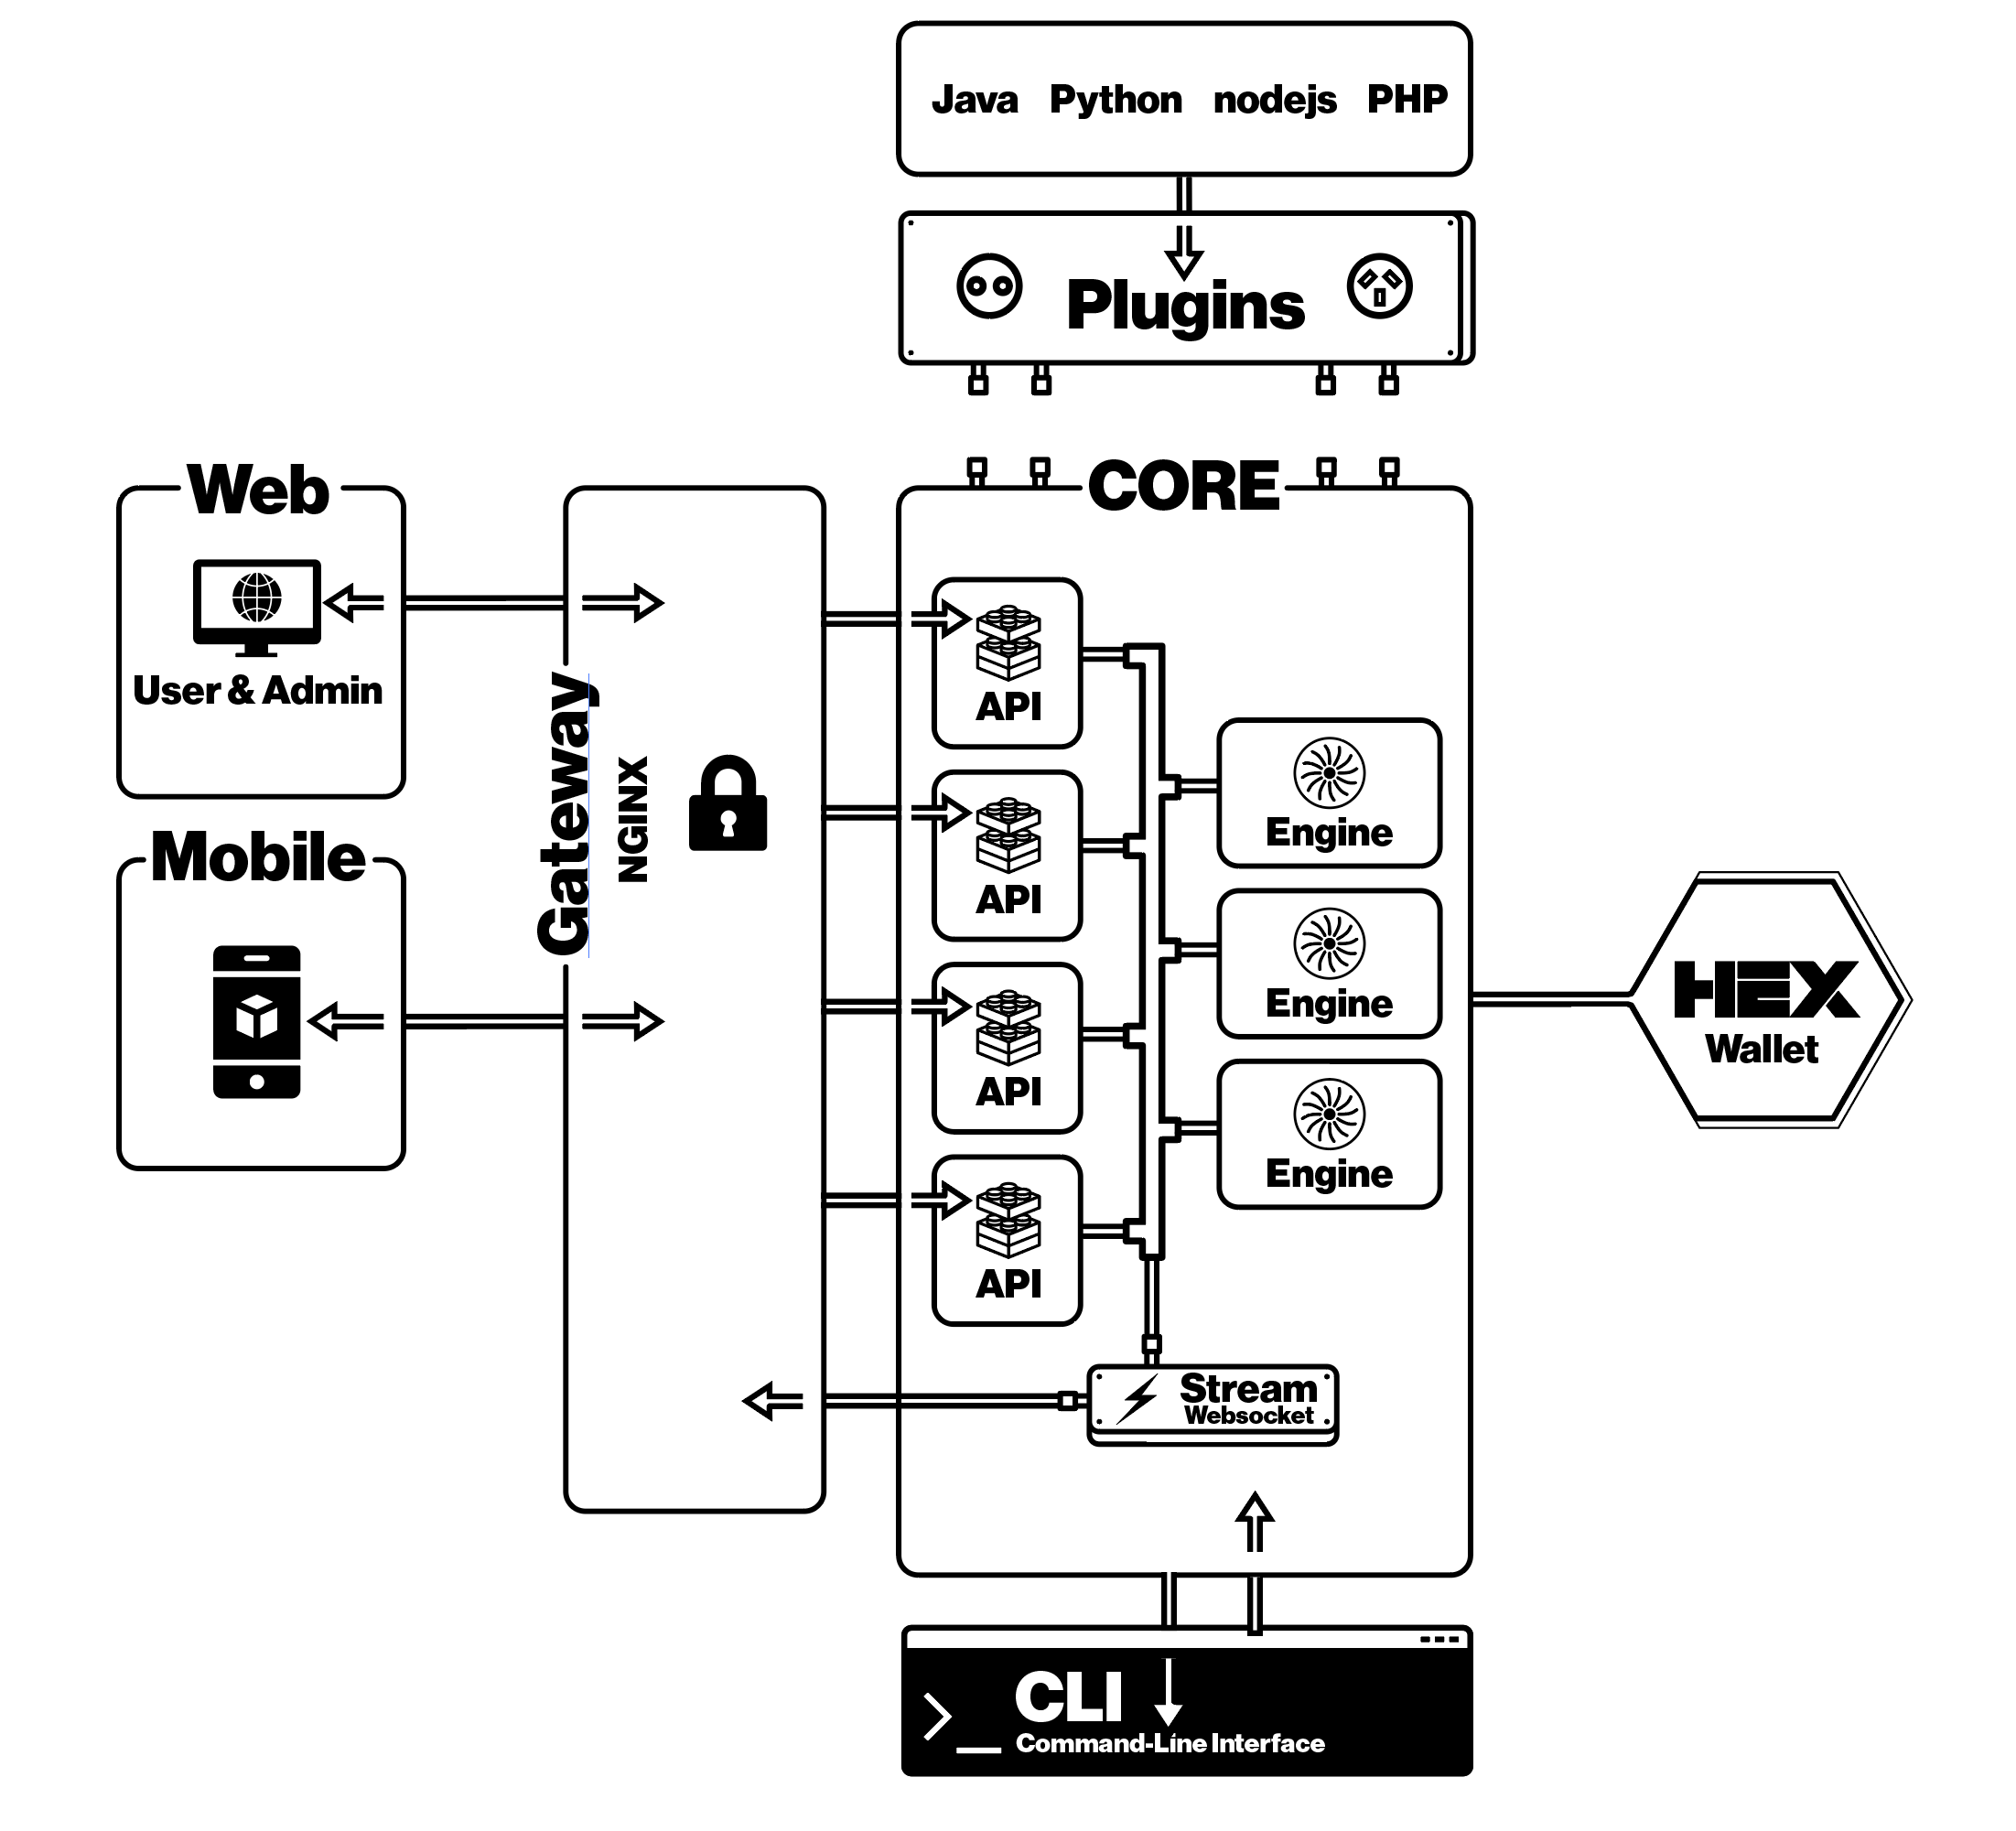 Java Python nodejs PHP
Plugins
CORE
Web
User & Admin
Mobile
Gateway
NGINX
API
API
API
API
Engine
Engine
Engine
HEX
Wallet
Stream
Websocket
>_
CLI
Command-Line Interface